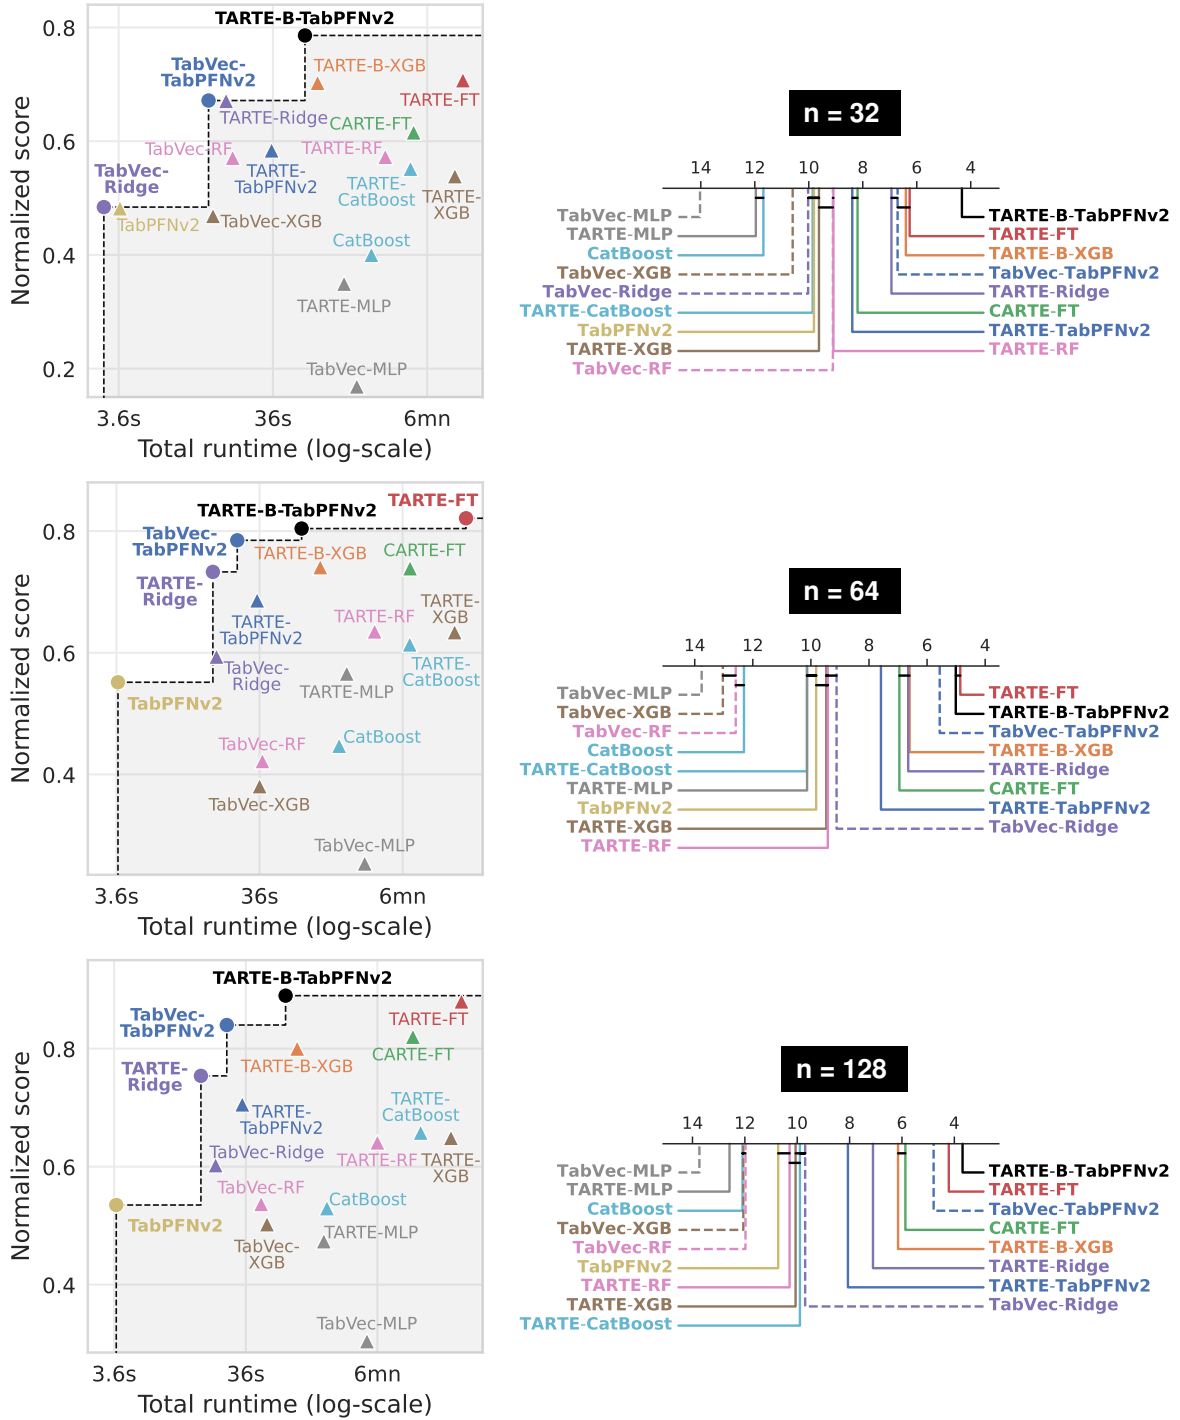 0.8
0.6
0.4
0.2
Normalized score
TARTE-B-TabPFNv2
TabVec-
TabPFNv2
TARTE-B-XGB
TARTE-FT
TARTE-Ridge
CARTE-FT
TabVec-RF
TARTE-RF
TabVec-
Ridge
TARTE-
TabPFNv2
TARTE-
CatBoost
TARTE-
XGB
TabPFNv2
TabVec-XGB
CatBoost
TARTE-MLP
TabVec-MLP
3.6s
36s
6mn
Total runtime (log-scale)
n = 32
14
12
10
8
6
4
TabVec-MLP
TARTE-MLP
CatBoost
TabVec-XGB
TabVec-Ridge
TARTE-CatBoost
TabPFNv2
TARTE-XGB
TabVec-RF
TARTE-B-TabPFNv2
TARTE-FT
TARTE-B-XGB
TabVec-TabPFNv2
TARTE-Ridge
CARTE-FT
TARTE-TabPFNv2
TARTE-RF
0.8
0.6
0.4
Normalized score
TARTE-FT
TARTE-B-TabPFNv2
TabVec-
TabPFNv2
TARTE-B-XGB
CARTE-FT
TARTE-
Ridge
TARTE-
XGB
TARTE-RF
TARTE-
TabPFNv2
TabVec-
Ridge
TARTE-
CatBoost
TARTE-MLP
TabPFNv2
TabVec-RF
CatBoost
TabVec-XGB
TabVec-MLP
3.6s
36s
6mn
Total runtime (log-scale)
n = 64
14
12
10
8
6
4
TabVec-MLP
TabVec-XGB
TabVec-RF
CatBoost
TARTE-CatBoost
TARTE-MLP
TabPFNv2
TARTE-XGB
TARTE-RF
TARTE-FT
TARTE-B-TabPFNv2
TabVec-TabPFNv2
TARTE-B-XGB
TARTE-Ridge
CARTE-FT
TARTE-TabPFNv2
TabVec-Ridge
0.8
0.6
0.4
Normalized score
TARTE-B-TabPFNv2
TabVec-
TabPFNv2
TARTE-FT
CARTE-FT
TARTE-B-XGB
TARTE-
Ridge
TARTE-
TabPFNv2
TARTE-
CatBoost
TabVec-Ridge
TARTE-RF
TARTE-
XGB
TabVec-RF
CatBoost
TabPFNv2
TARTE-MLP
TabVec-
XGB
TabVec-MLP
3.6s
36s
6mn
Total runtime (log-scale)
n = 128
14
12
10
8
6
4
TabVec-MLP
TARTE-MLP
CatBoost
TabVec-XGB
TabVec-RF
TabPFNv2
TARTE-RF
TARTE-XGB
TARTE-CatBoost
TARTE-B-TabPFNv2
TARTE-FT
TabVec-TabPFNv2
CARTE-FT
TARTE-B-XGB
TARTE-Ridge
TARTE-TabPFNv2
TabVec-Ridge